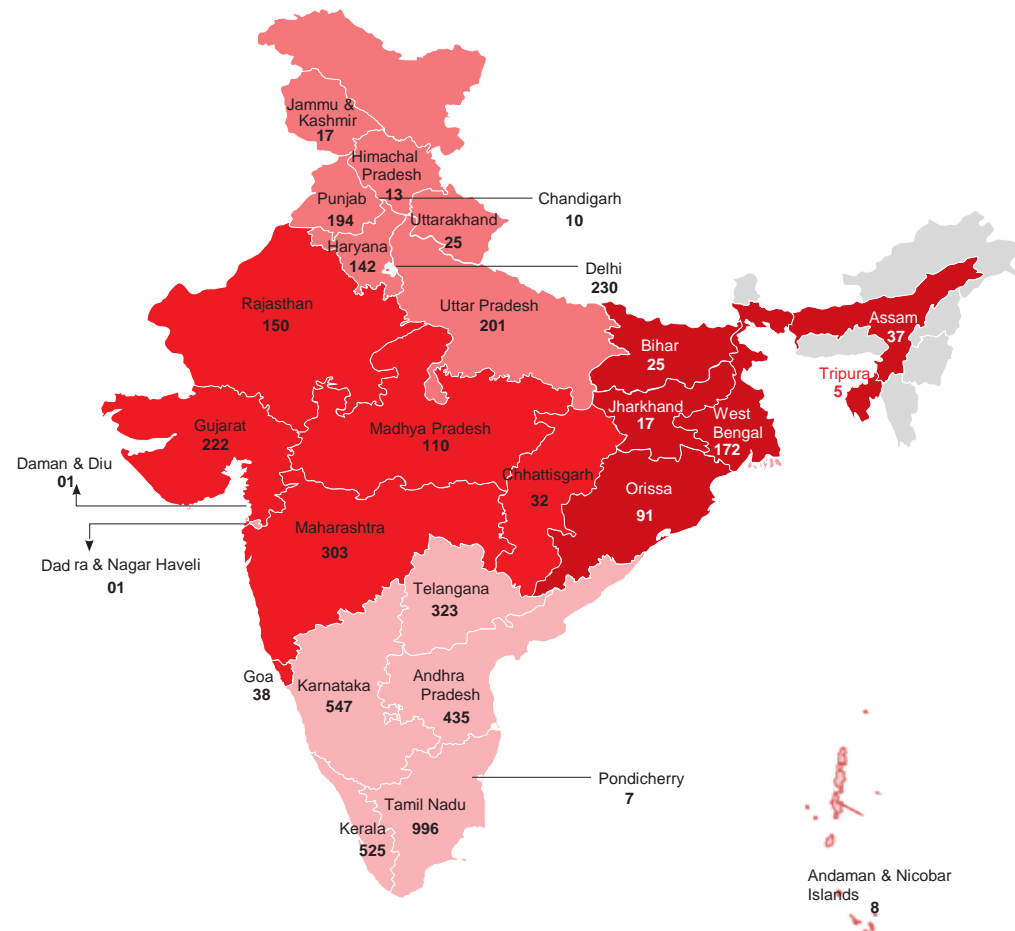 Jammu &
Kashmir
17
Himachal
Pradesh
13
Punjab
194
Chandigarh
10
Uttarakhand
25
Haryana
142
Delhi
230
Rajasthan
150
Uttar Pradesh
201
Assam
37
Bihar
25
Tripura
5
Jharkhand
17
West
Bengal
172
Gujarat
222
Madhya Pradesh
110
Daman & Diu
01
Chhattisgarh
32
Orissa
91
Maharashtra
303
Dad ra & Nagar Haveli
01
Telangana
323
Goa
38
Karnataka
547
Andhra
Pradesh
435
Pondicherry
7
Tamil Nadu
996
Kerala
525
Andaman & Nicobar
Islands
8